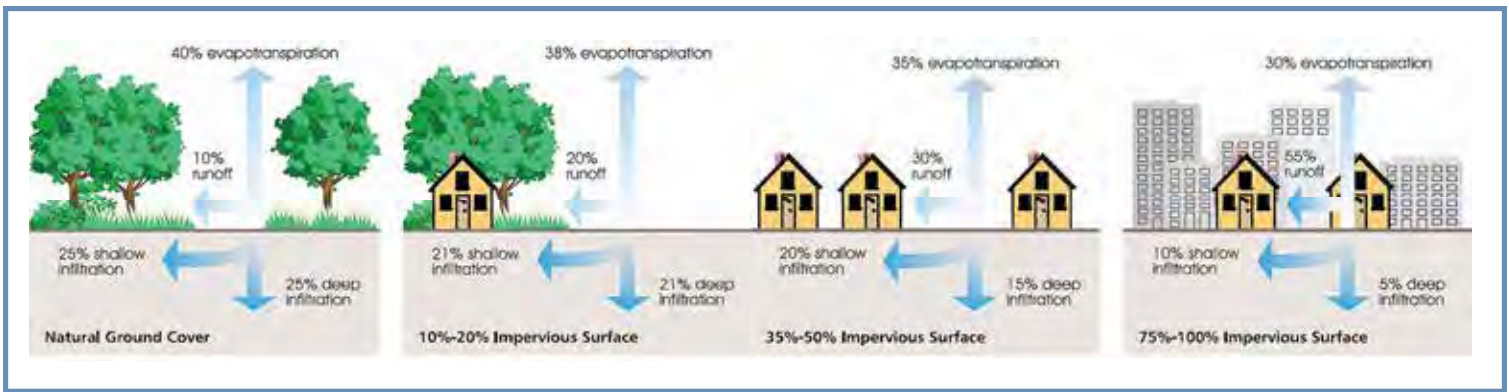 40% evapotranspiration
10%
runoff
25% shallow
infiltration
25% deep
infiltration
Natural Ground Cover
38% evapotranspiration
20%
runoff
21% shallow
infiltration
21% deep
infiltration
10%-20% Impervious Surface
35% evapotranspiration
30%
runoff
20% shallow
infiltration
15% deep
infiltration
35%-50% Impervious Surface
30% evapotranspiration
55%
runoff
10% shallow
infiltration
5% deep
infiltration
75%-100% Impervious Surface